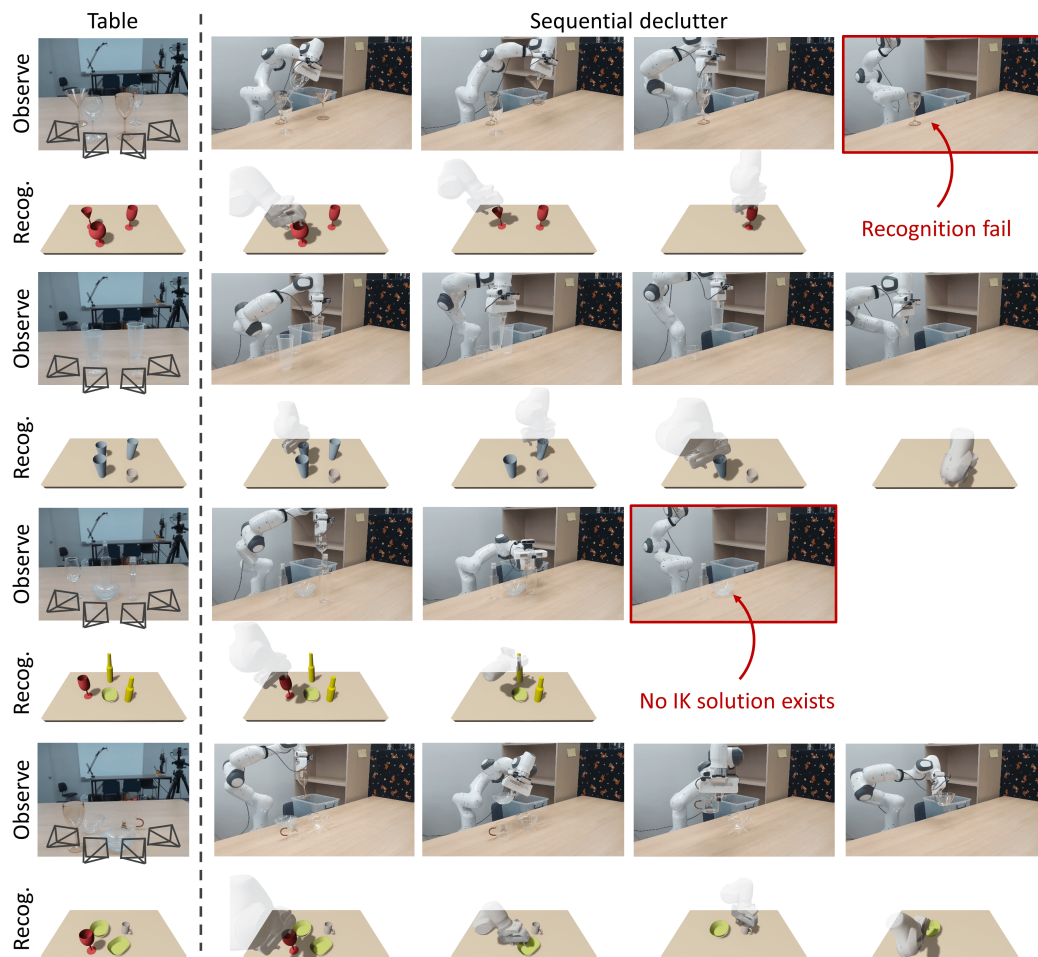 Table
Sequential declutter
Observe
Recog.
Recognition fail
Observe
Recog.
Observe
Recog.
No IK solution exists
Observe
Recog.